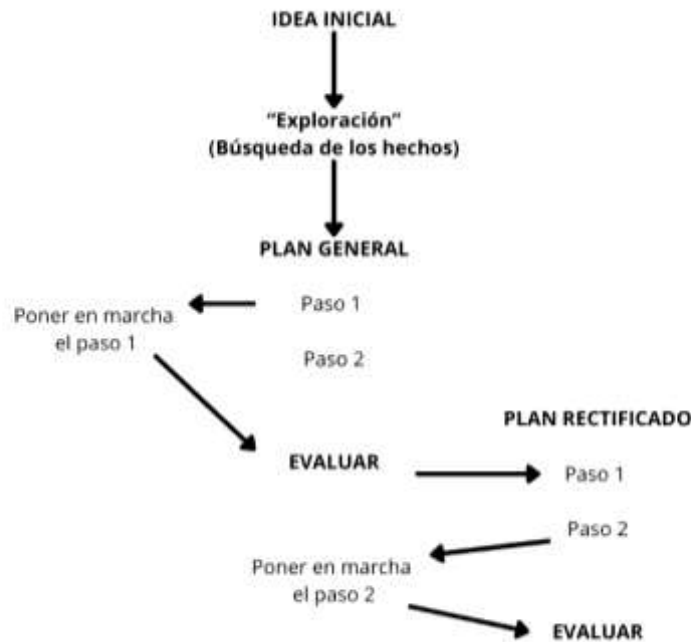 IDEA INICIAL
“Exploración”
(Búsqueda de los hechos)
PLAN GENERAL
Paso 1
Poner en marcha
el paso 1
Paso 2
PLAN RECTIFICADO
EVALUAR
Paso 1
Paso 2
Poner en marcha
el paso 2
EVALUAR